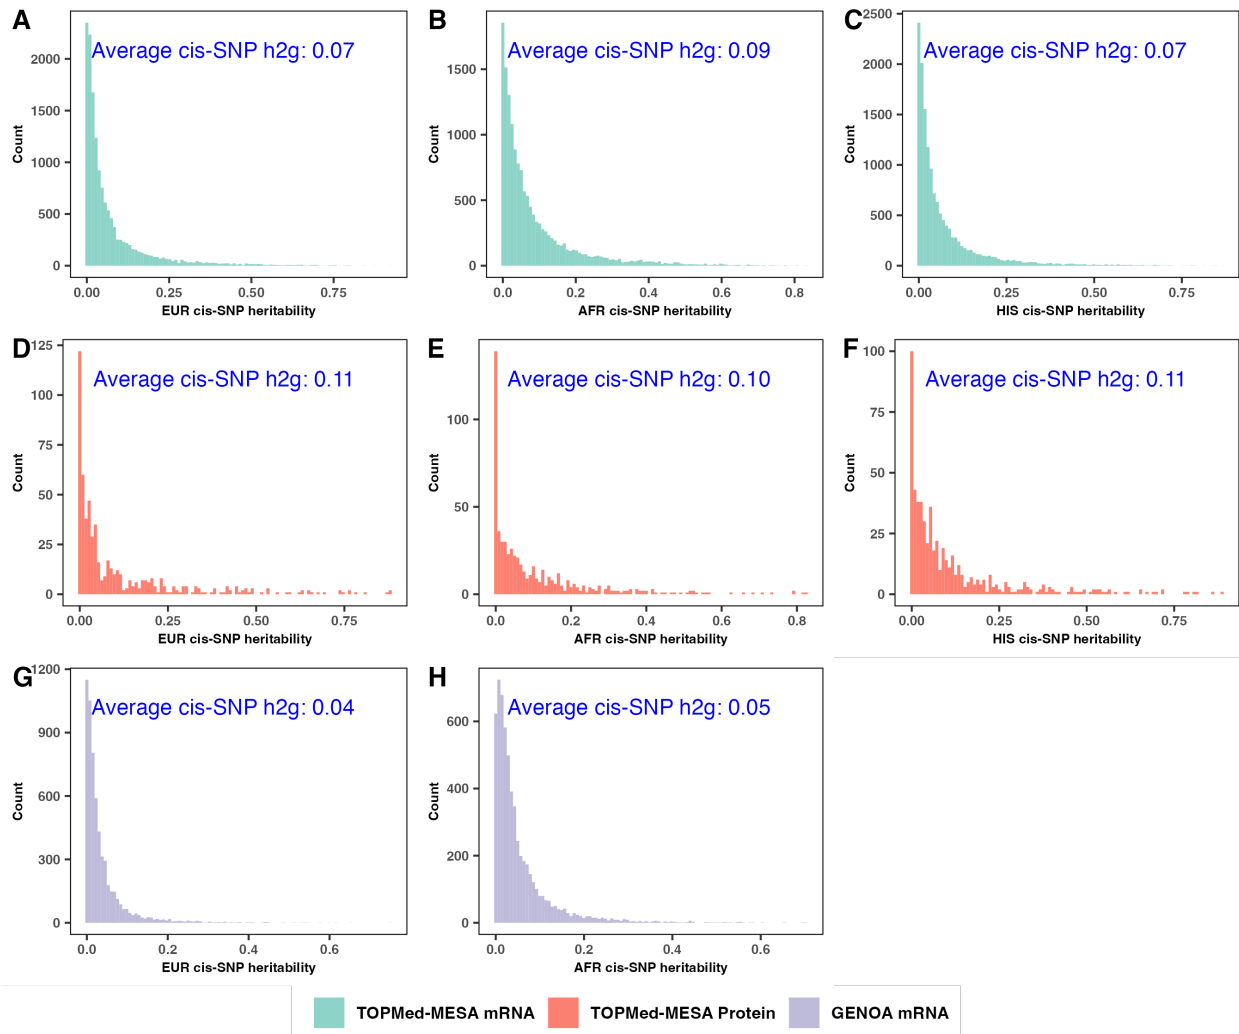 A
Average cis-SNP h2g: 0.07
Count
2000
1500
1000
500
0
0.00 0.25 0.50 0.75
EUR cis-SNP heritability
B
Average cis-SNP h2g: 0.09
Count
1500
1000
500
0
0.0 0.2 0.4 0.6 0.8
AFR cis-SNP heritability
C
Average cis-SNP h2g: 0.07
Count
2500
2000
1500
1000
500
0
0.00 0.25 0.50 0.75
HIS cis-SNP heritability
D
Average cis-SNP h2g: 0.11
Count
125
100
75
50
25
0
0.00 0.25 0.50 0.75
EUR cis-SNP heritability
E
Average cis-SNP h2g: 0.10
Count
100
50
0
0.0 0.2 0.4 0.6 0.8
AFR cis-SNP heritability
F
Average cis-SNP h2g: 0.11
Count
100
75
50
25
0
0.00 0.25 0.50 0.75
HIS cis-SNP heritability
G
Average cis-SNP h2g: 0.04
Count
1200
900
600
300
0
0.0 0.2 0.4 0.6
EUR cis-SNP heritability
H
Average cis-SNP h2g: 0.05
Count
600
400
200
0
0.0 0.2 0.4 0.6
AFR cis-SNP heritability
TOPMed-MESA mRNA TOPMed-MESA Protein GENOA mRNA